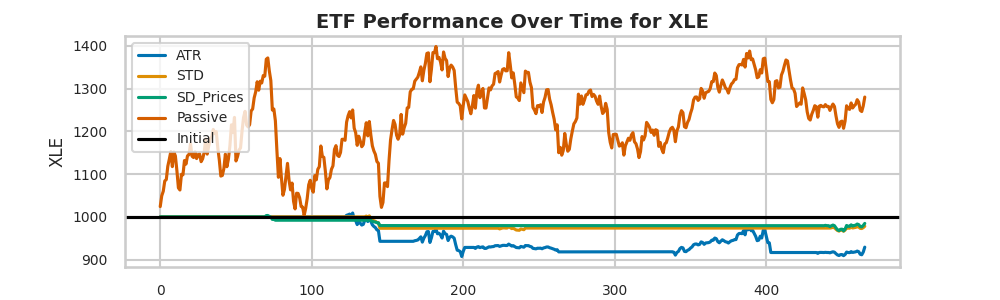 ETF Performance Over Time for XLE
XLE
1400
1300
1200
1100
1000
900
ATR
STD
SD_Prices
Passive
Initial
0
100
200
300
400